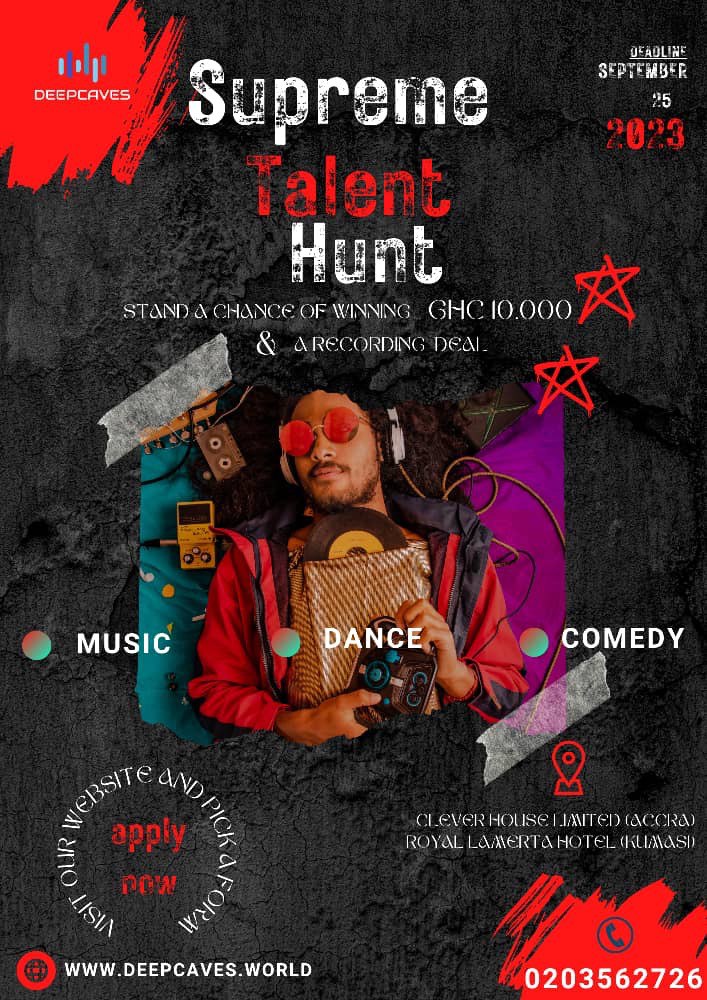 DEEPCAVES
DEADLINE
SEPTEMBER
25
2023
Supreme
Talent
Hunt
STAND A CHANCE OF WINNING GHC 10.000
& A RECORDING DEAL
MUSIC
DANCE
COMEDY
VISIT OUR WEBSITE AND PICK A FORM
apply
now
CLEVER HOUSE LIMITED (ACCRA)
ROYAL LAMERTA HOTEL (KUMASI)
WWW.DEEPCAVES.WORLD
0203562726